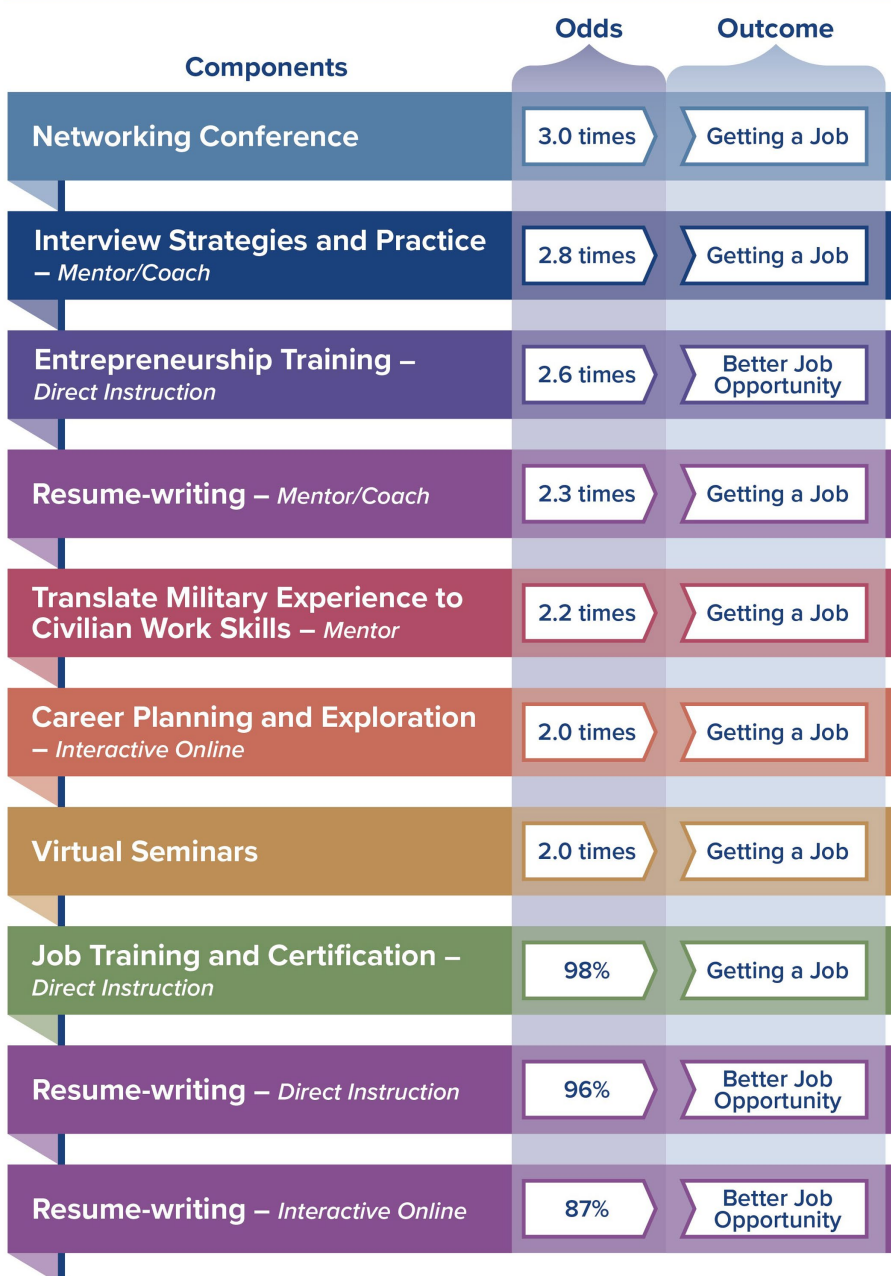 Odds
Outcome
Components
Networking Conference
3.0 times
Getting a Job
Interview Strategies and Practice
– Mentor/Coach
2.8 times
Getting a Job
Entrepreneurship Training –
Direct Instruction
2.6 times
Better Job
Opportunity
Resume-writing – Mentor/Coach
2.3 times
Getting a Job
Translate Military Experience to
Civilian Work Skills – Mentor
2.2 times
Getting a Job
Career Planning and Exploration
– Interactive Online
2.0 times
Getting a Job
Virtual Seminars
2.0 times
Getting a Job
Job Training and Certification –
Direct Instruction
98%
Getting a Job
Resume-writing – Direct Instruction
96%
Better Job
Opportunity
Resume-writing – Interactive Online
87%
Better Job
Opportunity